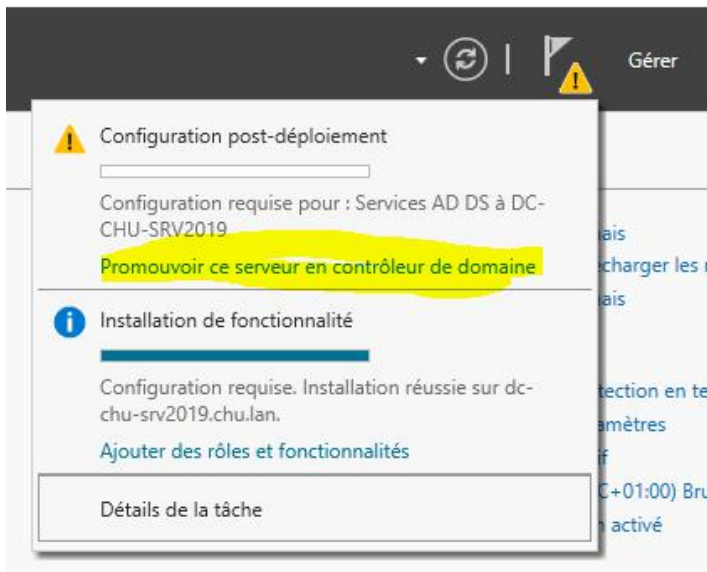 Gérer
Configuration post-déploiement
Configuration requise pour : Services AD DS à DC-
CHU-SRV2019
Promouvoir ce serveur en contrôleur de domaine
Installation de fonctionnalité
Configuration requise. Installation réussie sur dc-
chu-srv2019.chu.lan.
Ajouter des rôles et fonctionnalités
Détails de la tâche
les
activé